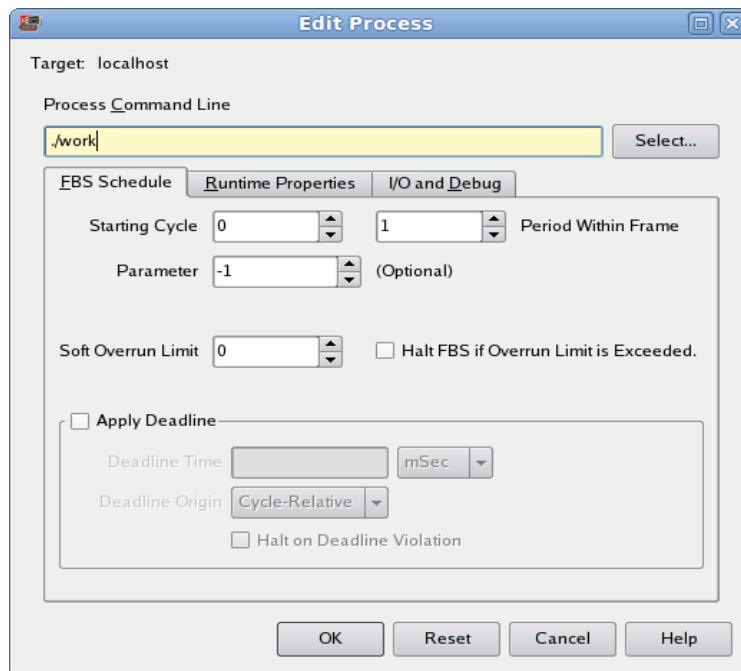 Edit Process
Target: localhost
Process Command Line
./work Select...
FBS Schedule Runtime Properties I/O and Debug
Starting Cycle 0 1 Period Within Frame
Parameter -1 (Optional)
Soft Overrun Limit 0 Halt FBS if Overrun Limit is Exceeded.
Apply Deadline
Deadline Time mSec
Deadline Origin Cycle-Relative
Halt on Deadline Violation
OK Reset Cancel Help